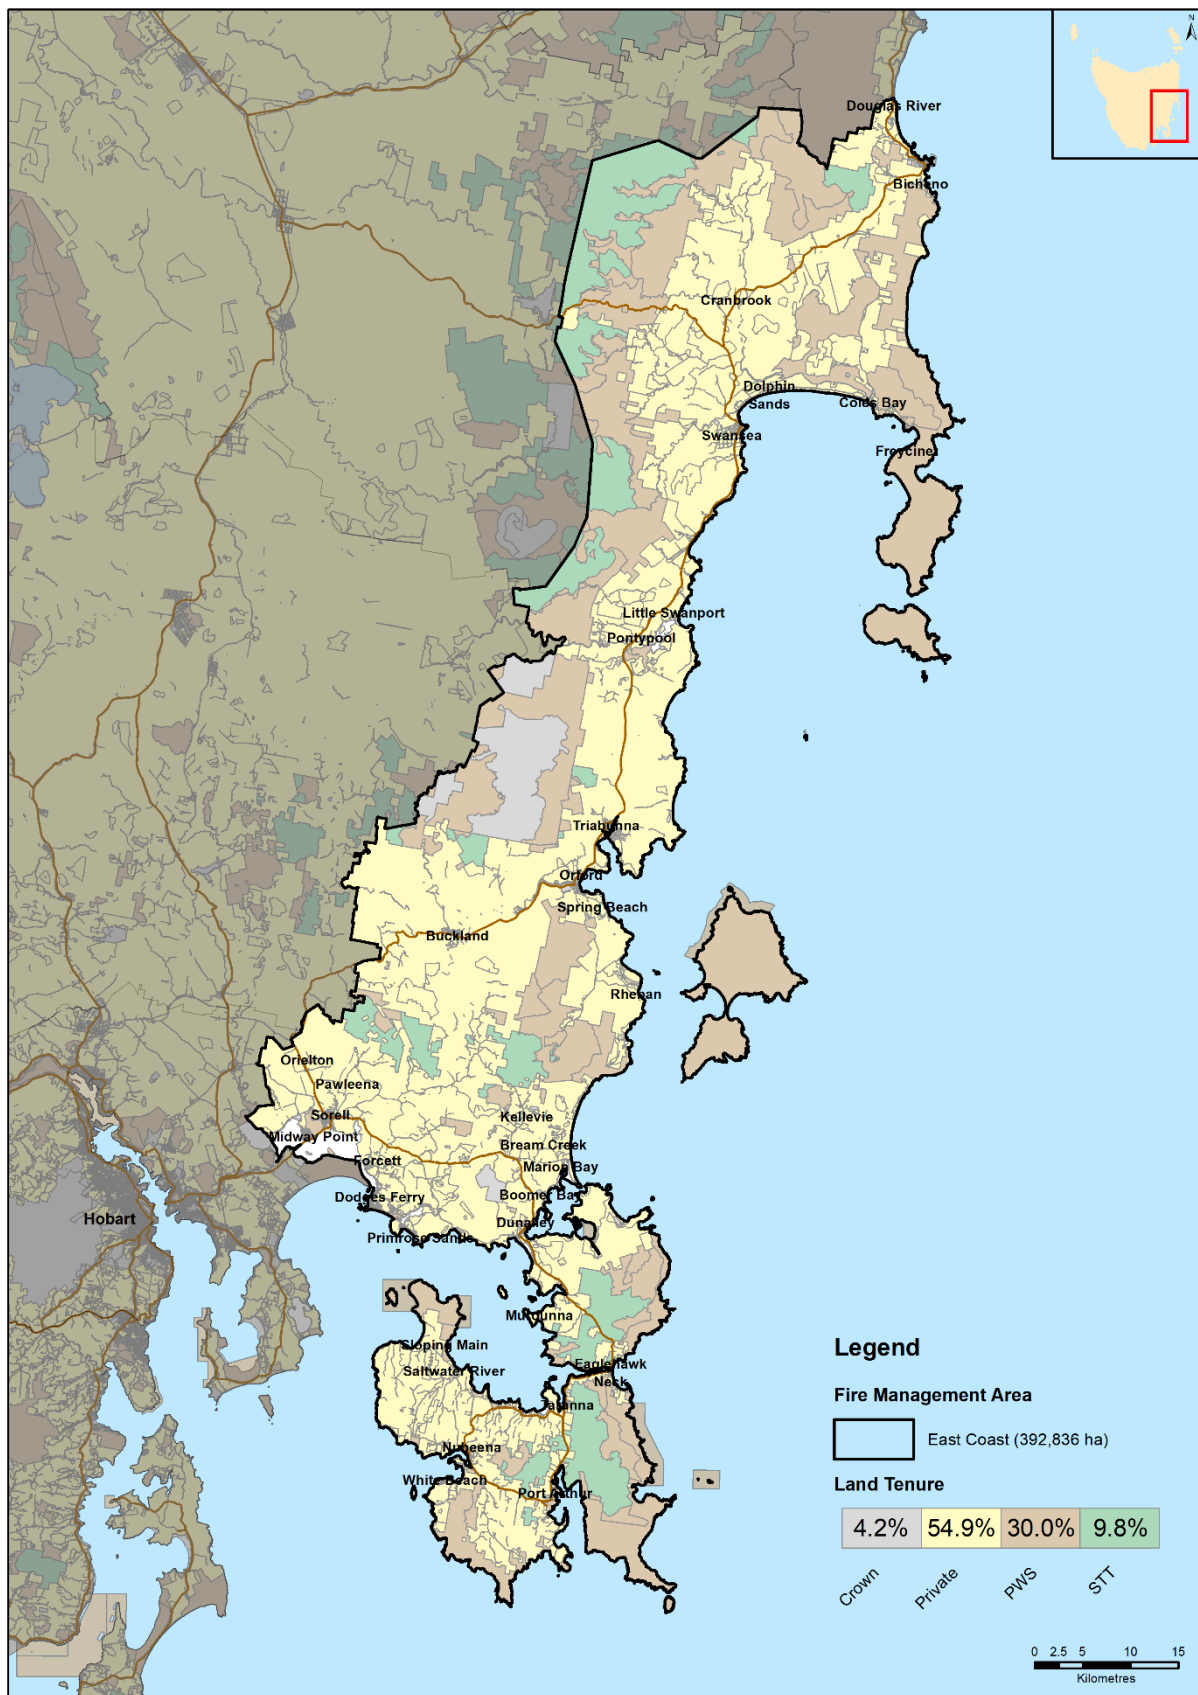 N
Douglas River
Bicheno
Cranbrook
Dolphin
Sands
Coles Bay
Swansea
Freycinet
Little Swanport
Pontypool
Triabunna
Orford
Spring Beach
Buckland
Rheban
Orielton
Pawleena
Sorell
Kellevie
Midway Point
Bream Creek
Forcett
Marion Bay
Dodges Ferry
Boomer Bay
Hobart
Dunalley
Primrose Sands
Murdunna
Sloping Main
Saltwater River
Eaglehawk
Neck
Taranna
Nubeena
White Beach
Port Arthur
Legend
Fire Management Area
East Coast (392,836 ha)
Land Tenure
4.2% 54.9% 30.0% 9.8%
Crown Private PWS STT
0 2.5 5 10 15
Kilometres